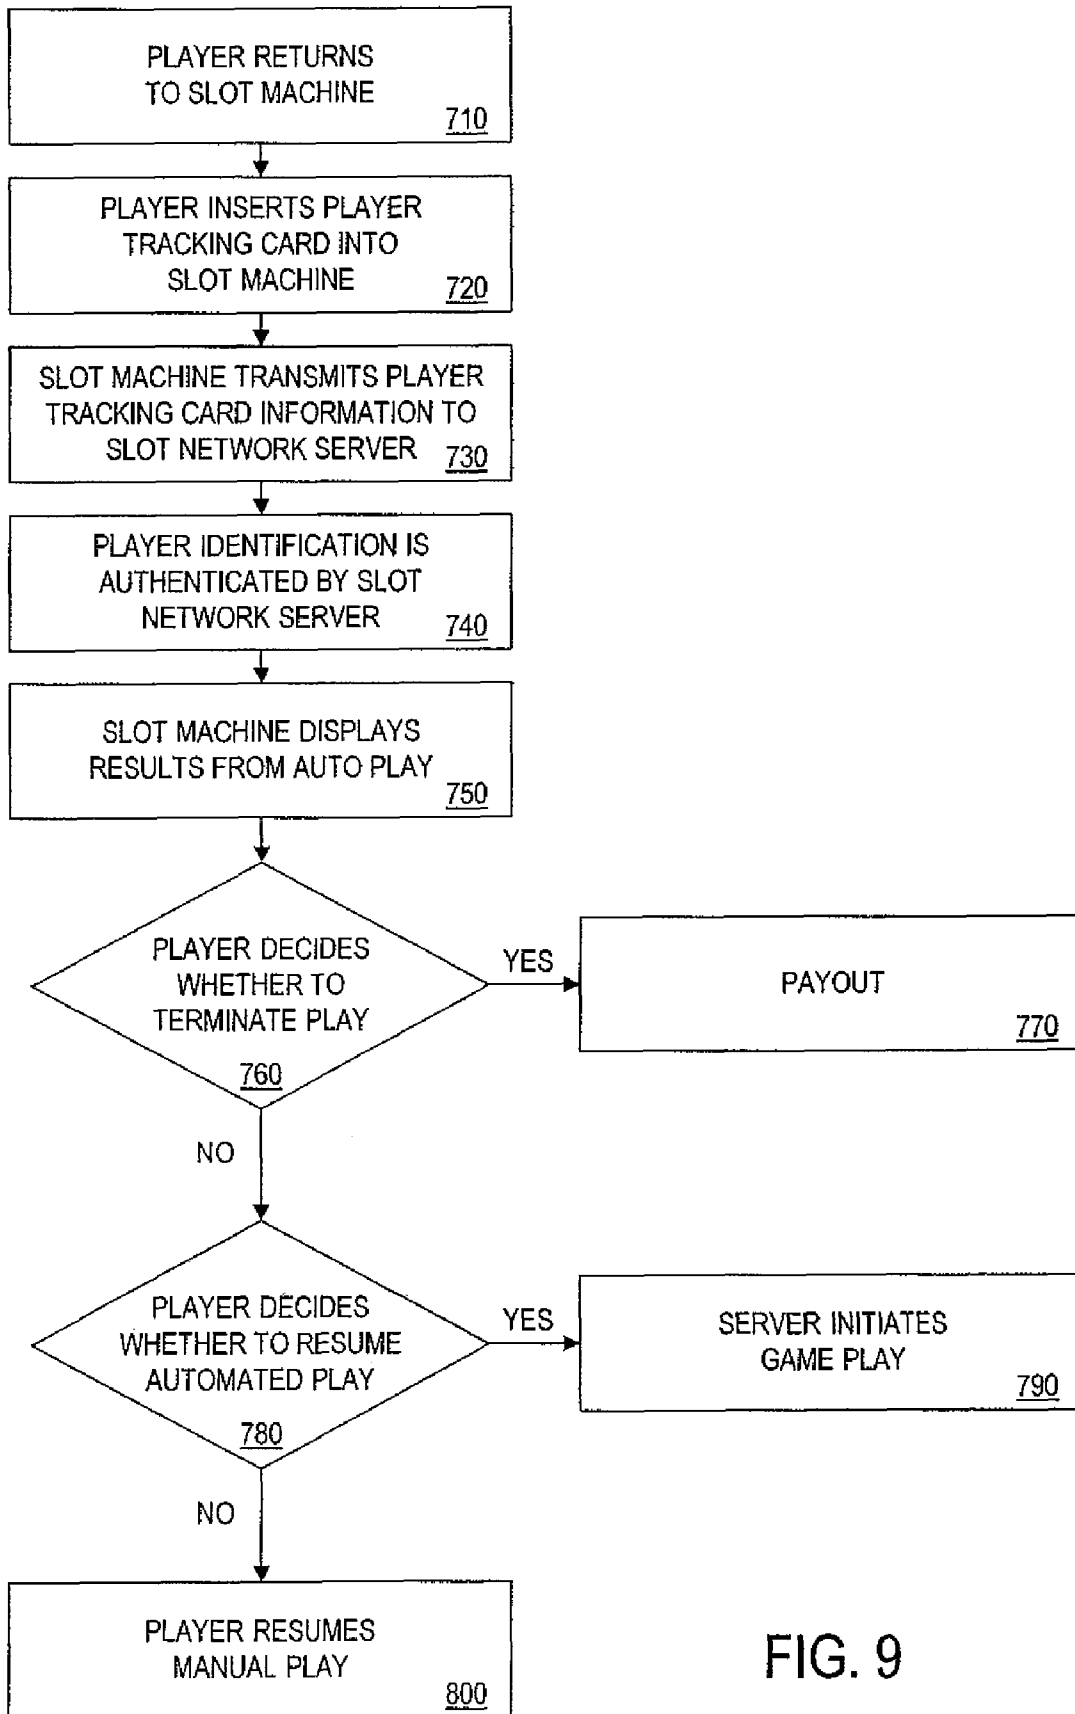 PLAYER RETURNS
TO SLOT MACHINE
710
PLAYER INSERTS PLAYER
TRACKING CARD INTO
SLOT MACHINE
720
SLOT MACHINE TRANSMITS PLAYER
TRACKING CARD INFORMATION TO
SLOT NETWORK SERVER
730
PLAYER IDENTIFICATION IS
AUTHENTICATED BY SLOT
NETWORK SERVER
740
SLOT MACHINE DISPLAYS
RESULTS FROM AUTO PLAY
750
PLAYER DECIDES
WHETHER TO
TERMINATE PLAY
760
YES
PAYOUT
770
NO
PLAYER DECIDES
WHETHER TO RESUME
AUTOMATED PLAY
780
YES
SERVER INITIATES
GAME PLAY
790
NO
PLAYER RESUMES
MANUAL PLAY
800
FIG. 9